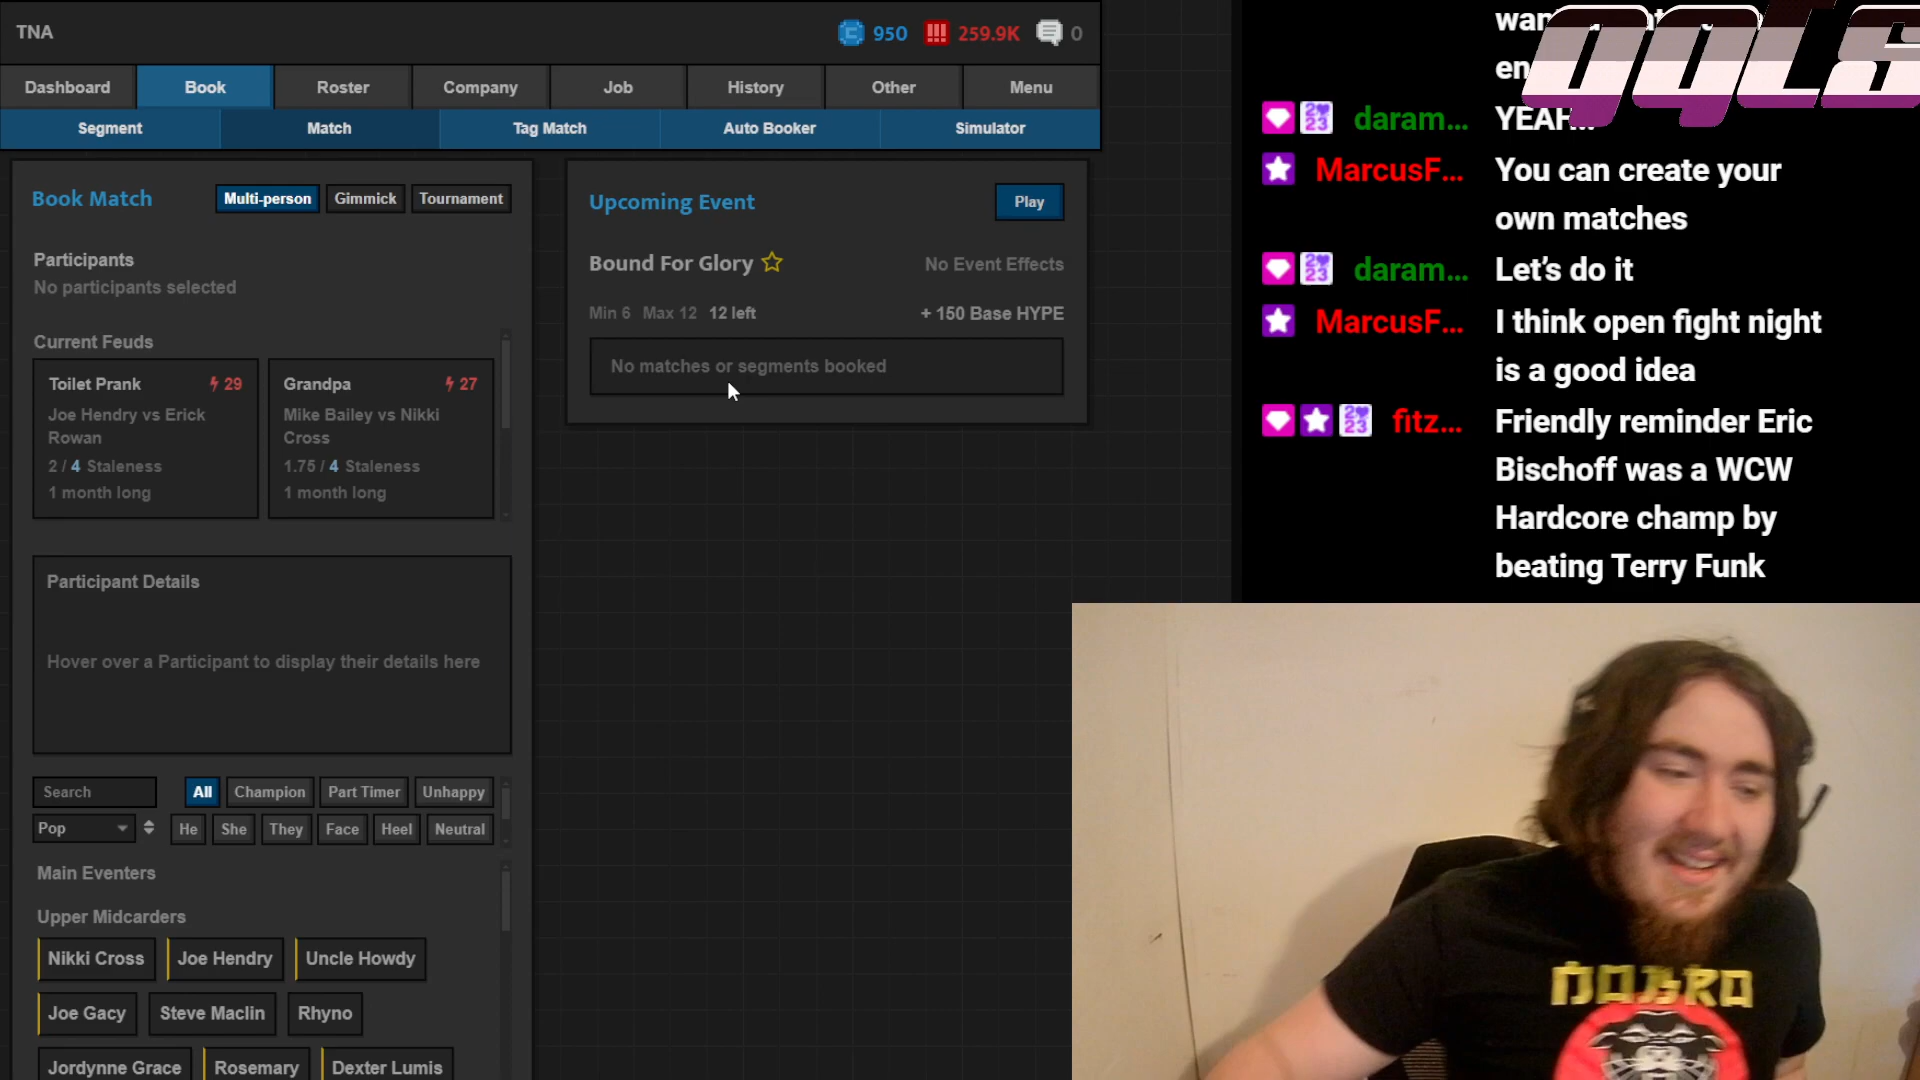 TNA
950
259.9K
0
Dashboard
Book
Roster
Company
Job
History
Other
Menu
Segment
Match
Tag Match
Auto Booker
Simulator
Book Match
Multi-person
Gimmick
Tournament
Participants
No participants selected
Current Feuds
Toilet Prank
29
Joe Hendry vs Erick
Rowan
2 / 4 Staleness
1 month long
Grandpa
27
Mike Bailey vs Nikki
Cross
1.75 / 4 Staleness
1 month long
Participant Details
Hover over a Participant to display their details here
Search
All
Champion
Part Timer
Unhappy
Pop
He
She
They
Face
Heel
Neutral
Main Eventers
Upper Midcarders
Nikki Cross
Joe Hendry
Uncle Howdy
Joe Gacy
Steve Maclin
Rhyno
Jordynne Grace
Rosemary
Dexter Lumis
Upcoming Event
Play
Bound For Glory
No Event Effects
Min 6 Max 12 12 left
+ 150 Base HYPE
No matches or segments booked
daram... YEAH...
MarcusF... You can create your
own matches
daram... Let's do it
MarcusF... I think open fight night
is a good idea
fitz... Friendly reminder Eric
Bischoff was a WCW
Hardcore champ by
beating Terry Funk